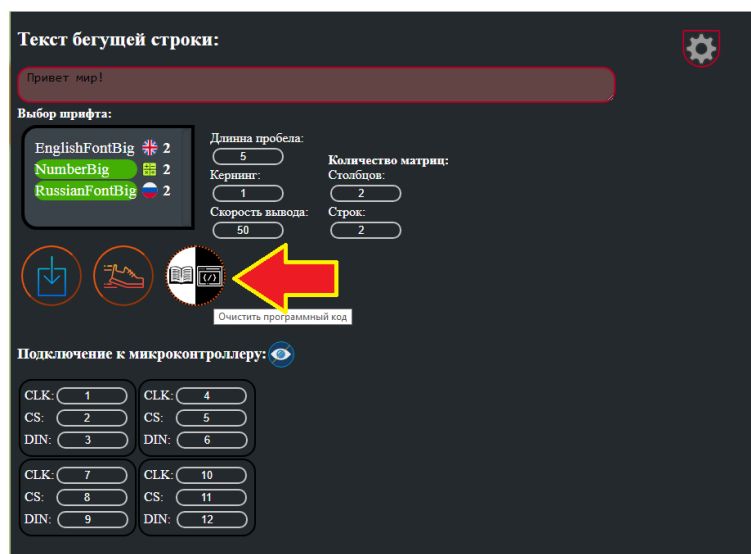 Текст бегущей строки:
Привет мир!
Выбор шрифта:
EnglishFontBig 2
NumberBig 2
RussianFontBig 2
Длинна пробела:
5
Кернинг:
1
Скорость вывода:
50
Количество матриц:
Столбцов:
2
Строк:
2
Очистить программный код
Подключение к микроконтроллеру:
CLK: 1
CS: 2
DIN: 3
CLK: 4
CS: 5
DIN: 6
CLK: 7
CS: 8
DIN: 9
CLK: 10
CS: 11
DIN: 12